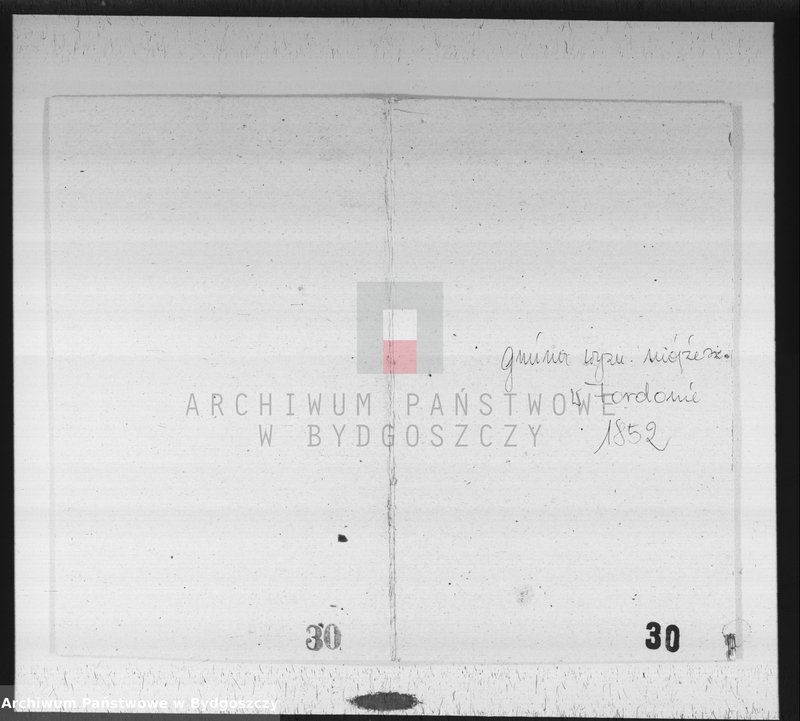 gmina wyzn. mojżesz.
w Fordonie
1852
ARCHIWUM PAŃSTWOWE
W BYDGOSZCZY
30
30
Archiwum Państwowe w Bydgoszczy